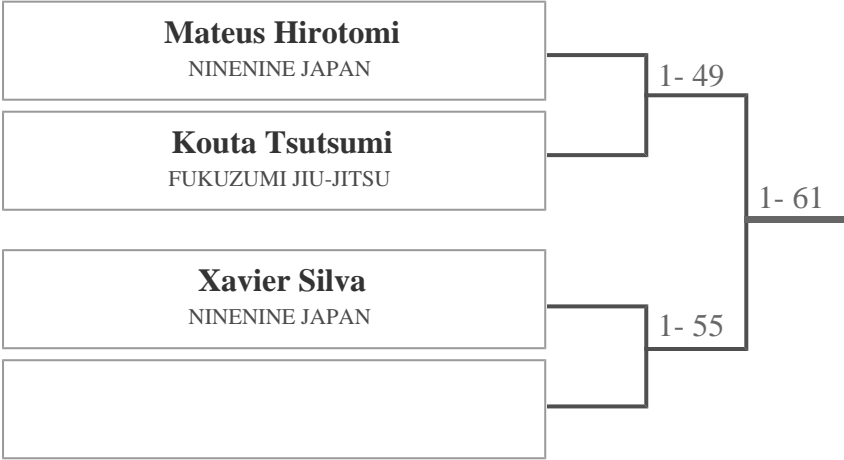 Mateus Hirotomi
NINENINE JAPAN
1- 49
Kouta Tsutsumi
FUKUZUMI JIU-JITSU
1- 61
Xavier Silva
NINENINE JAPAN
1- 55